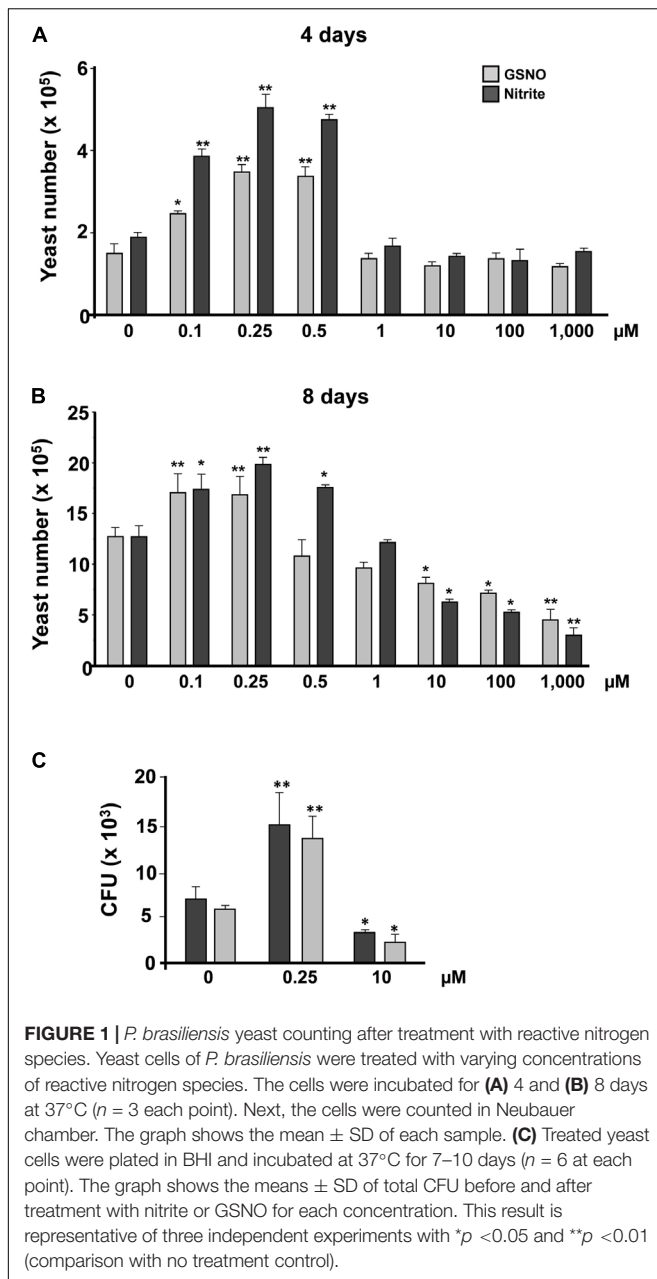 A
4 days
GSNO
Nitrite
Yeast number (x 10⁵)
6
4
2
0
* ** ** ** ** **
0 0.1 0.25 0.5 1 10 100 1,000 µM
B
8 days
Yeast number (x 10⁵)
25
20
15
10
5
0
** * ** ** * * * * * ** **
0 0.1 0.25 0.5 1 10 100 1,000 µM
C
CFU (x 10³)
20
15
10
5
0
** ** * *
0 0.25 10 µM
FIGURE 1 | P. brasiliensis yeast counting after treatment with reactive nitrogen
species. Yeast cells of P. brasiliensis were treated with varying concentrations
of reactive nitrogen species. The cells were incubated for (A) 4 and (B) 8 days
at 37°C (n = 3 each point). Next, the cells were counted in Neubauer
chamber. The graph shows the mean ± SD of each sample. (C) Treated yeast
cells were plated in BHI and incubated at 37°C for 7–10 days (n = 6 at each
point). The graph shows the means ± SD of total CFU before and after
treatment with nitrite or GSNO for each concentration. This result is
representative of three independent experiments with *p <0.05 and **p <0.01
(comparison with no treatment control).